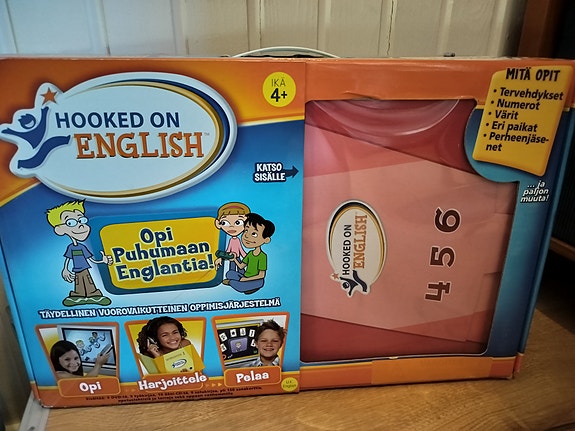 HOOKED ON
ENGLISH™
IKÄ
4+
KATSO
SISÄLLE
Opi
Puhumaan
Englantia!
TÄYDELLINEN VUOROVAIKUTTEINEN OPPIMISJÄRJESTELMÄ
Opi
Harjoittele
Pelaa
MITÄ OPIT
• Tervehdykset
• Numerot
• Värit
• Eri paikat
• Perheenjäse-
net
... ja
paljon
muuta!
HOOKED ON
ENGLISH
4 5 6